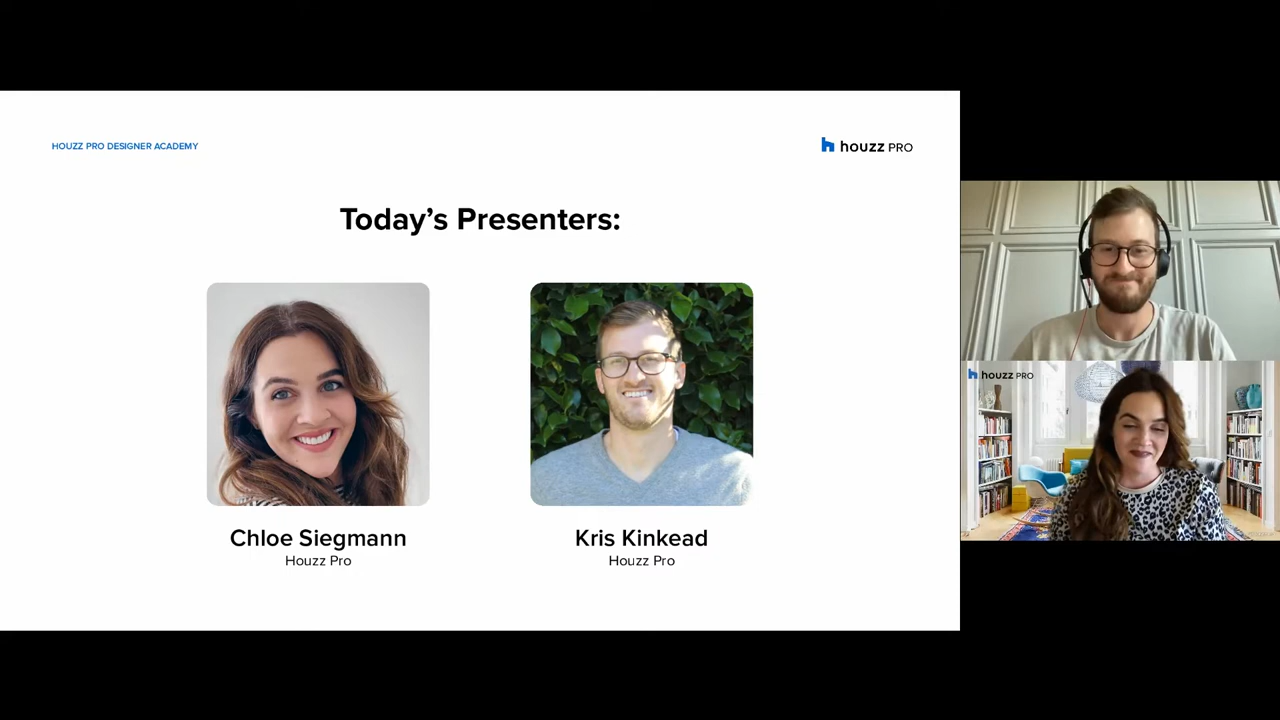 HOUZZ PRO DESIGNER ACADEMY
houzz PRO
Today's Presenters:
Chloe Siegmann
Houzz Pro
Kris Kinkead
Houzz Pro
houzz PRO